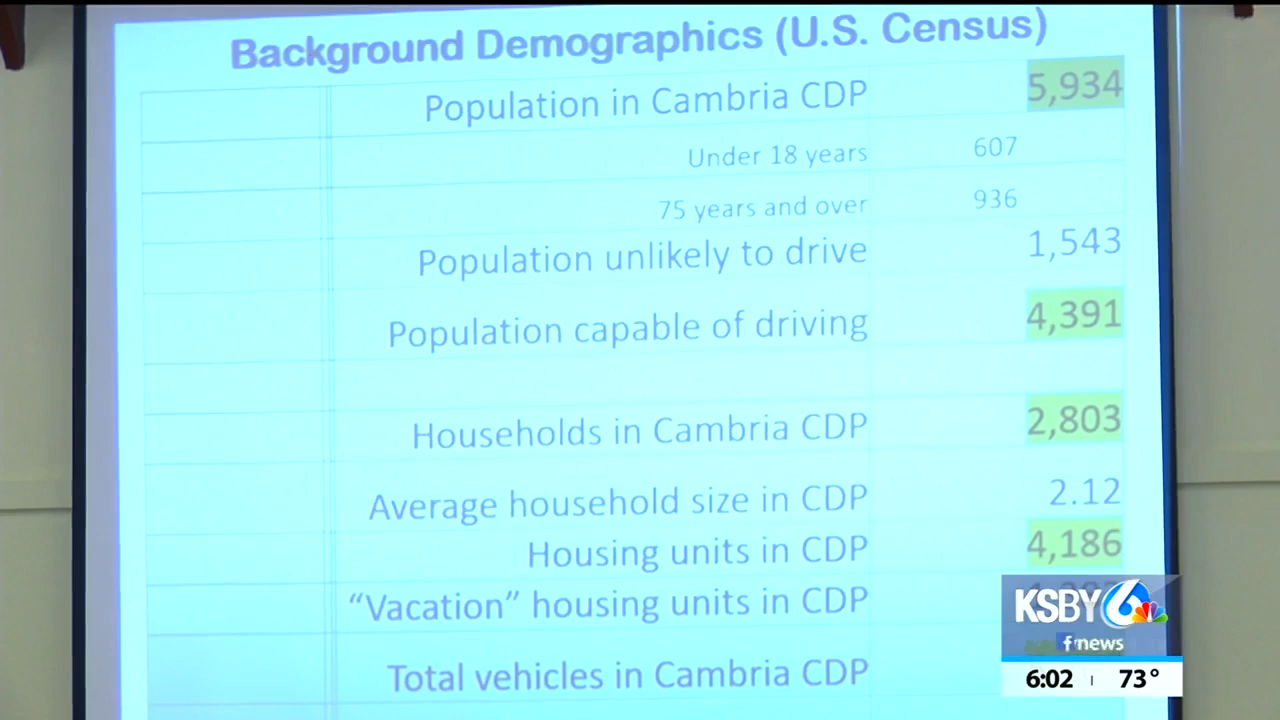 Background Demographics (U.S. Census)
Population in Cambria CDP 5,934
Under 18 years 607
75 years and over 936
Population unlikely to drive 1,543
Population capable of driving 4,391
Households in Cambria CDP 2,803
Average household size in CDP 2.12
Housing units in CDP 4,186
“Vacation” housing units in CDP
Total vehicles in Cambria CDP
KSBY 6
f news
6:02 73°